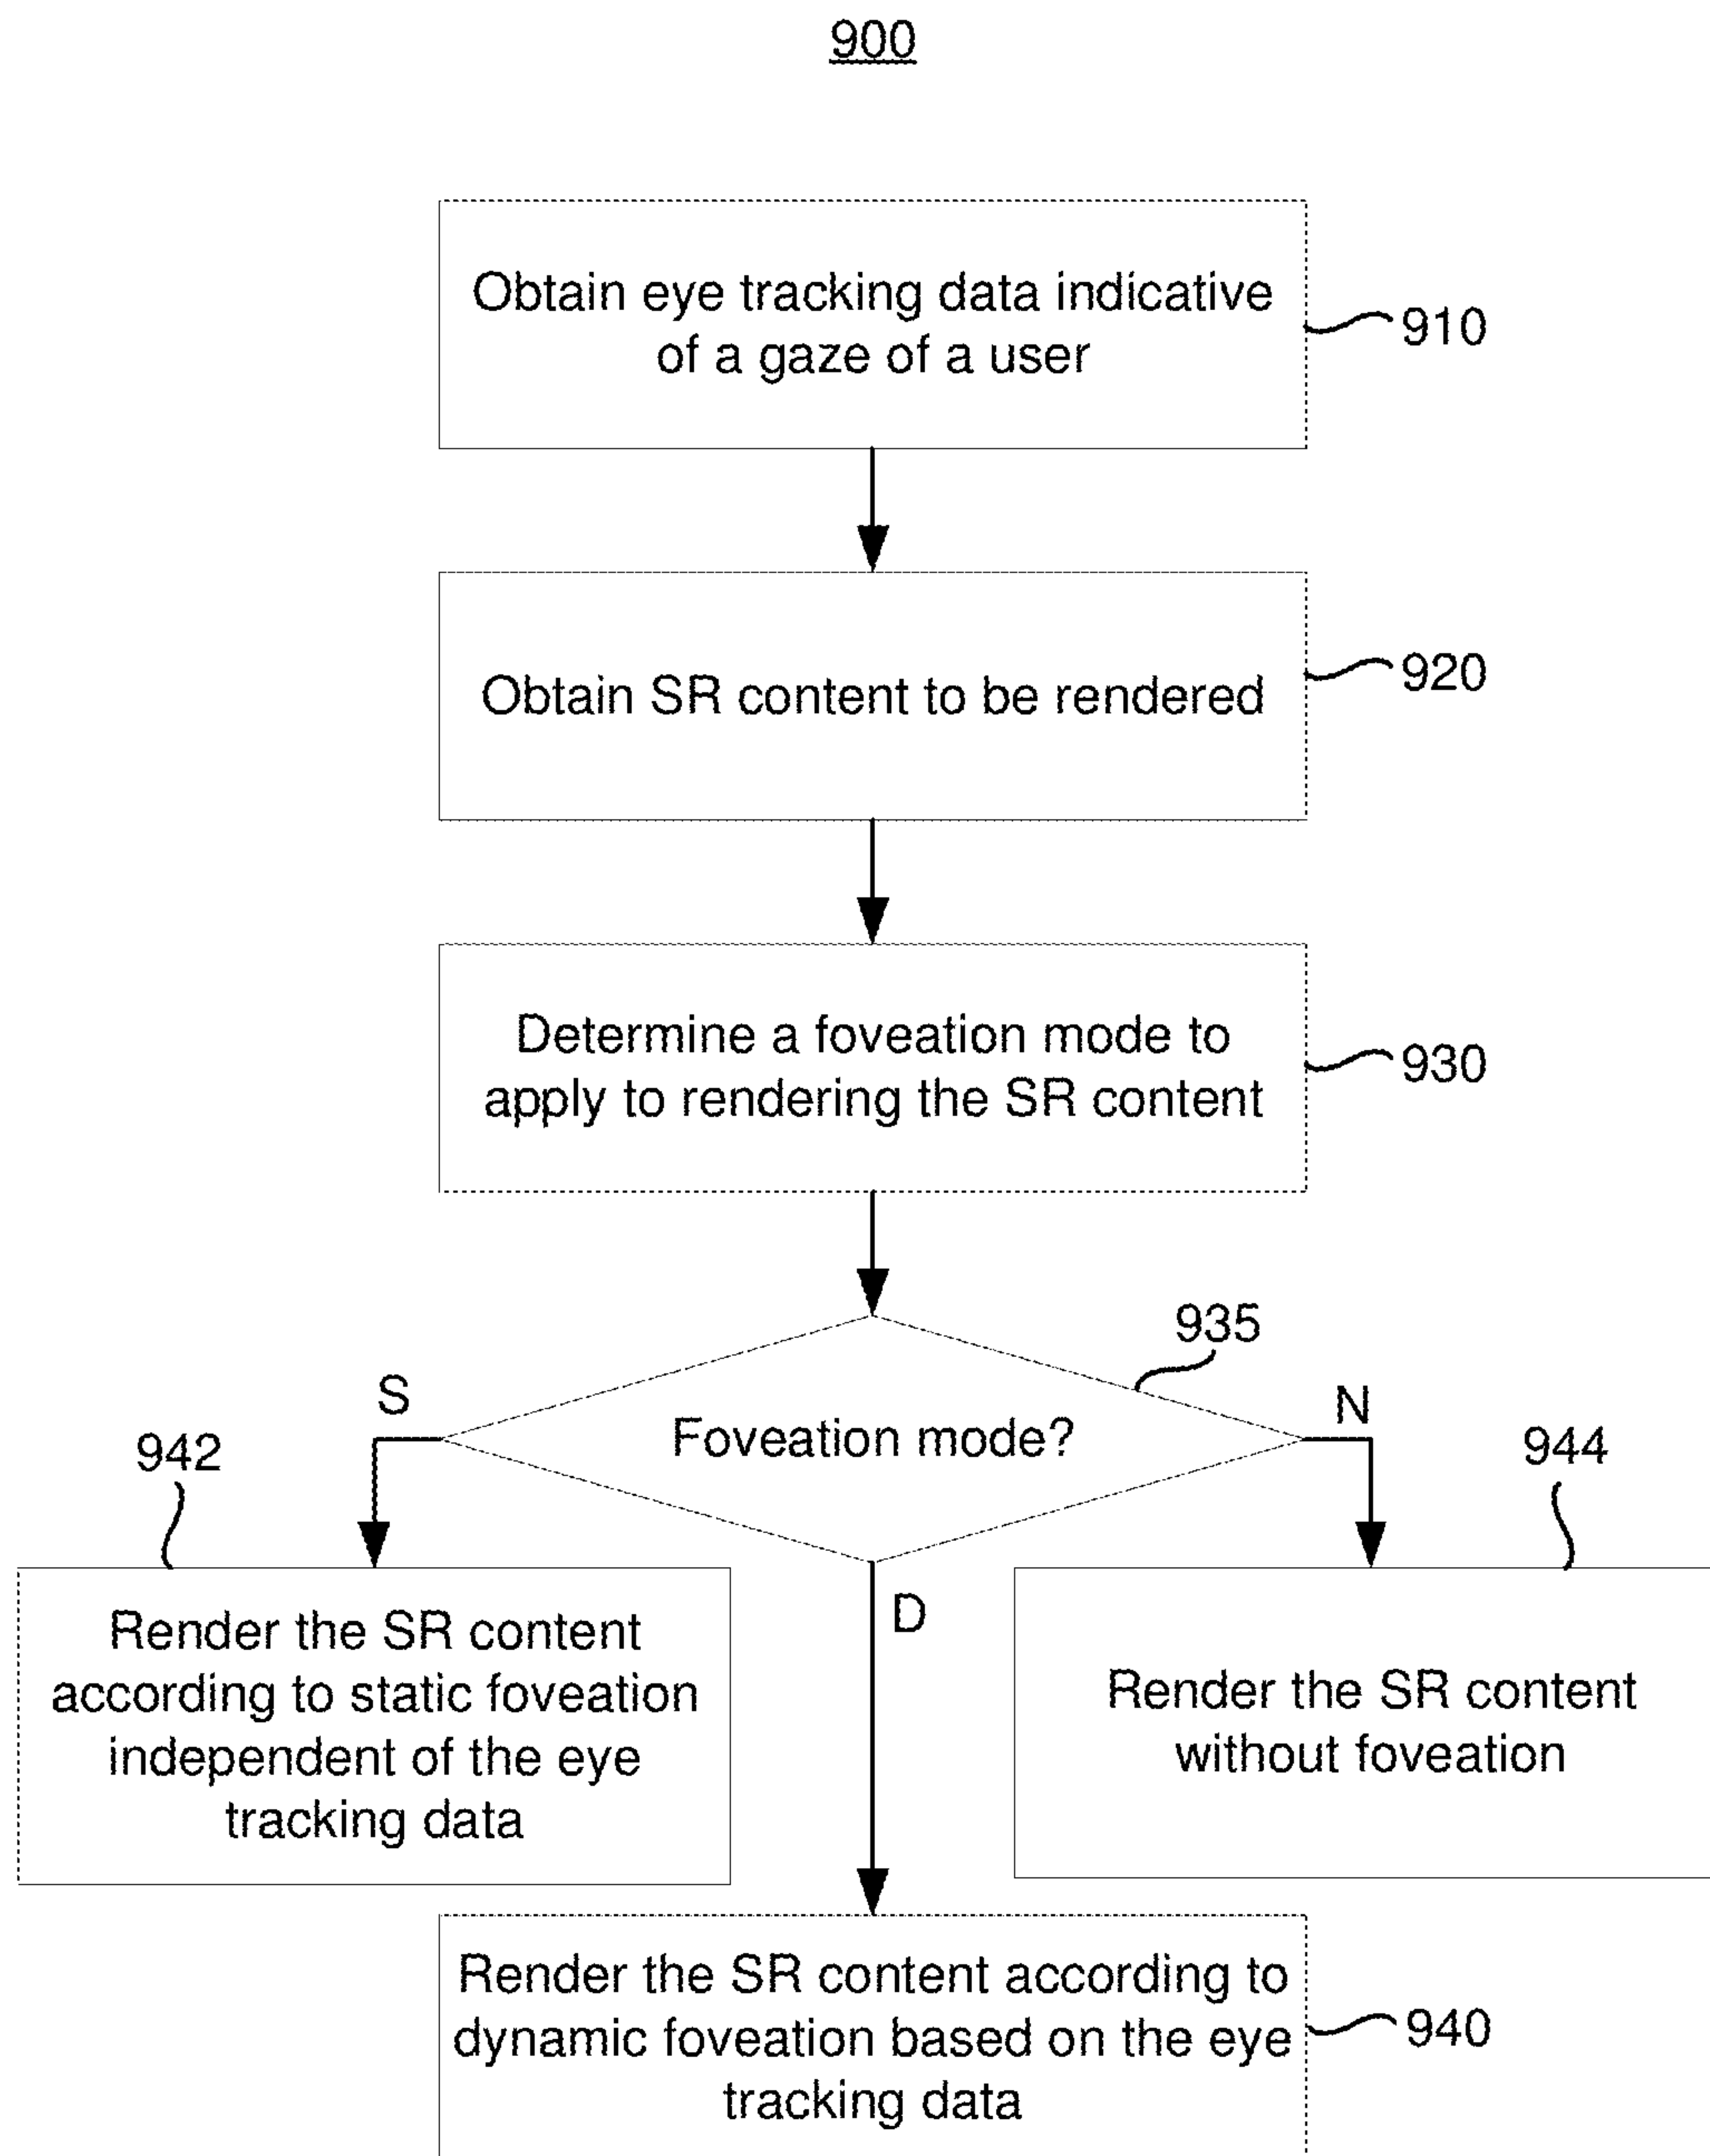 900
Obtain eye tracking data indicative
of a gaze of a user
910
Obtain SR content to be rendered
920
Determine a foveation mode to
apply to rendering the SR content
930
935
S
Foveation mode?
N
942
944
D
Render the SR content
according to static foveation
independent of the eye
tracking data
Render the SR content
without foveation
Render the SR content according to
dynamic foveation based on the eye
tracking data
940